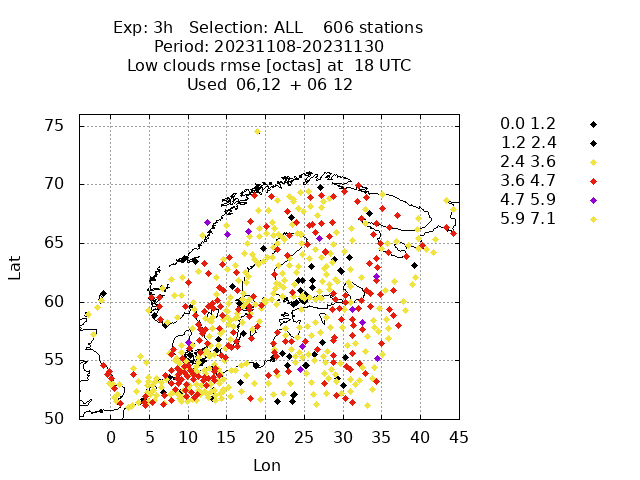 Exp: 3h   Selection: ALL    606 stations
Period: 20231108-20231130
Low clouds rmse [octas] at  18 UTC
Used  06,12  + 06 12
75
70
65
60
55
50
Lat
0 5 10 15 20 25 30 35 40 45
Lon
0.0 1.2
1.2 2.4
2.4 3.6
3.6 4.7
4.7 5.9
5.9 7.1